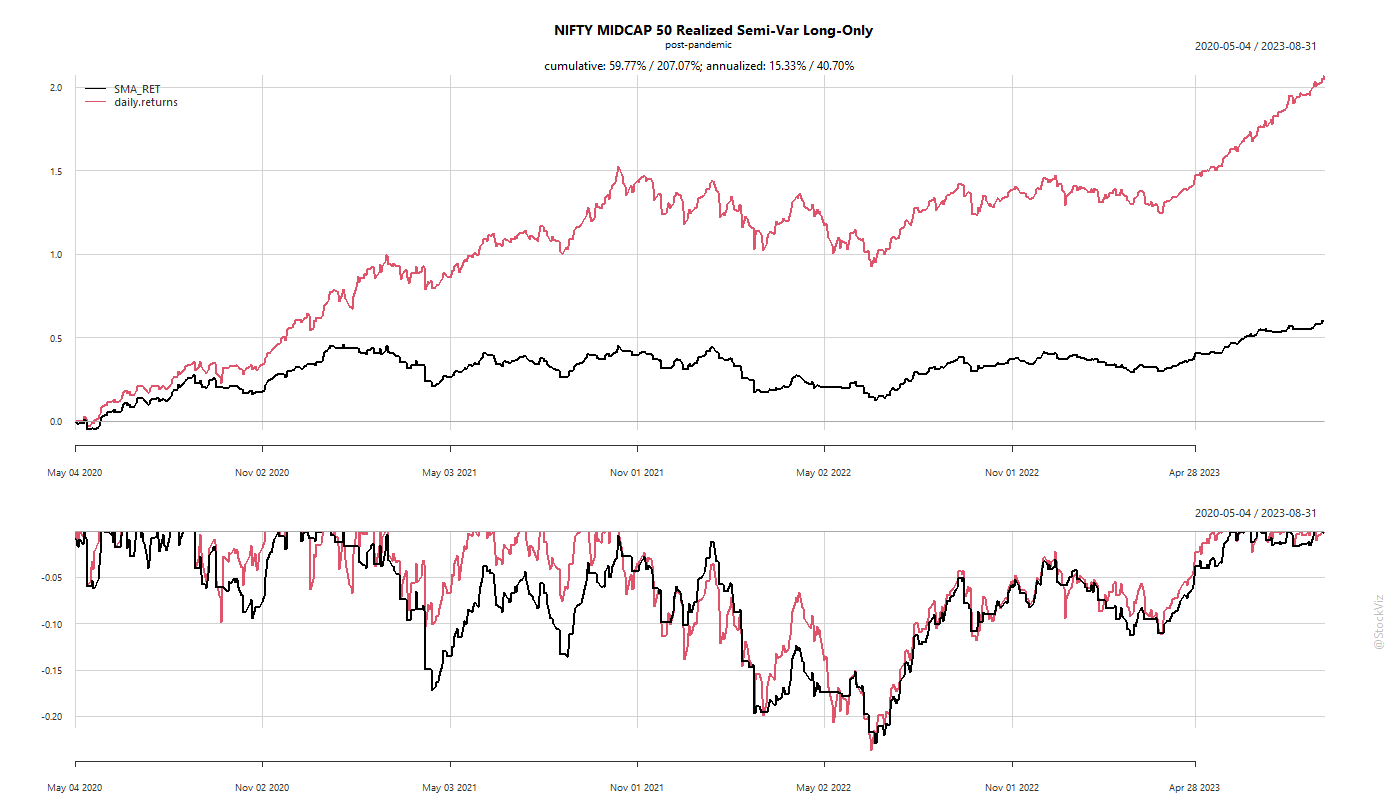 NIFTY MIDCAP 50 Realized Semi-Var Long-Only
post-pandemic
2020-05-04 / 2023-08-31
cumulative: 59.77% / 207.07%; annualized: 15.33% / 40.70%
SMA_RET
daily.returns
2.0
1.5
1.0
0.5
0.0
May 04 2020 Nov 02 2020 May 03 2021 Nov 01 2021 May 02 2022 Nov 01 2022 Apr 28 2023
2020-05-04 / 2023-08-31
-0.05
-0.10
-0.15
-0.20
May 04 2020 Nov 02 2020 May 03 2021 Nov 01 2021 May 02 2022 Nov 01 2022 Apr 28 2023
@StockViz